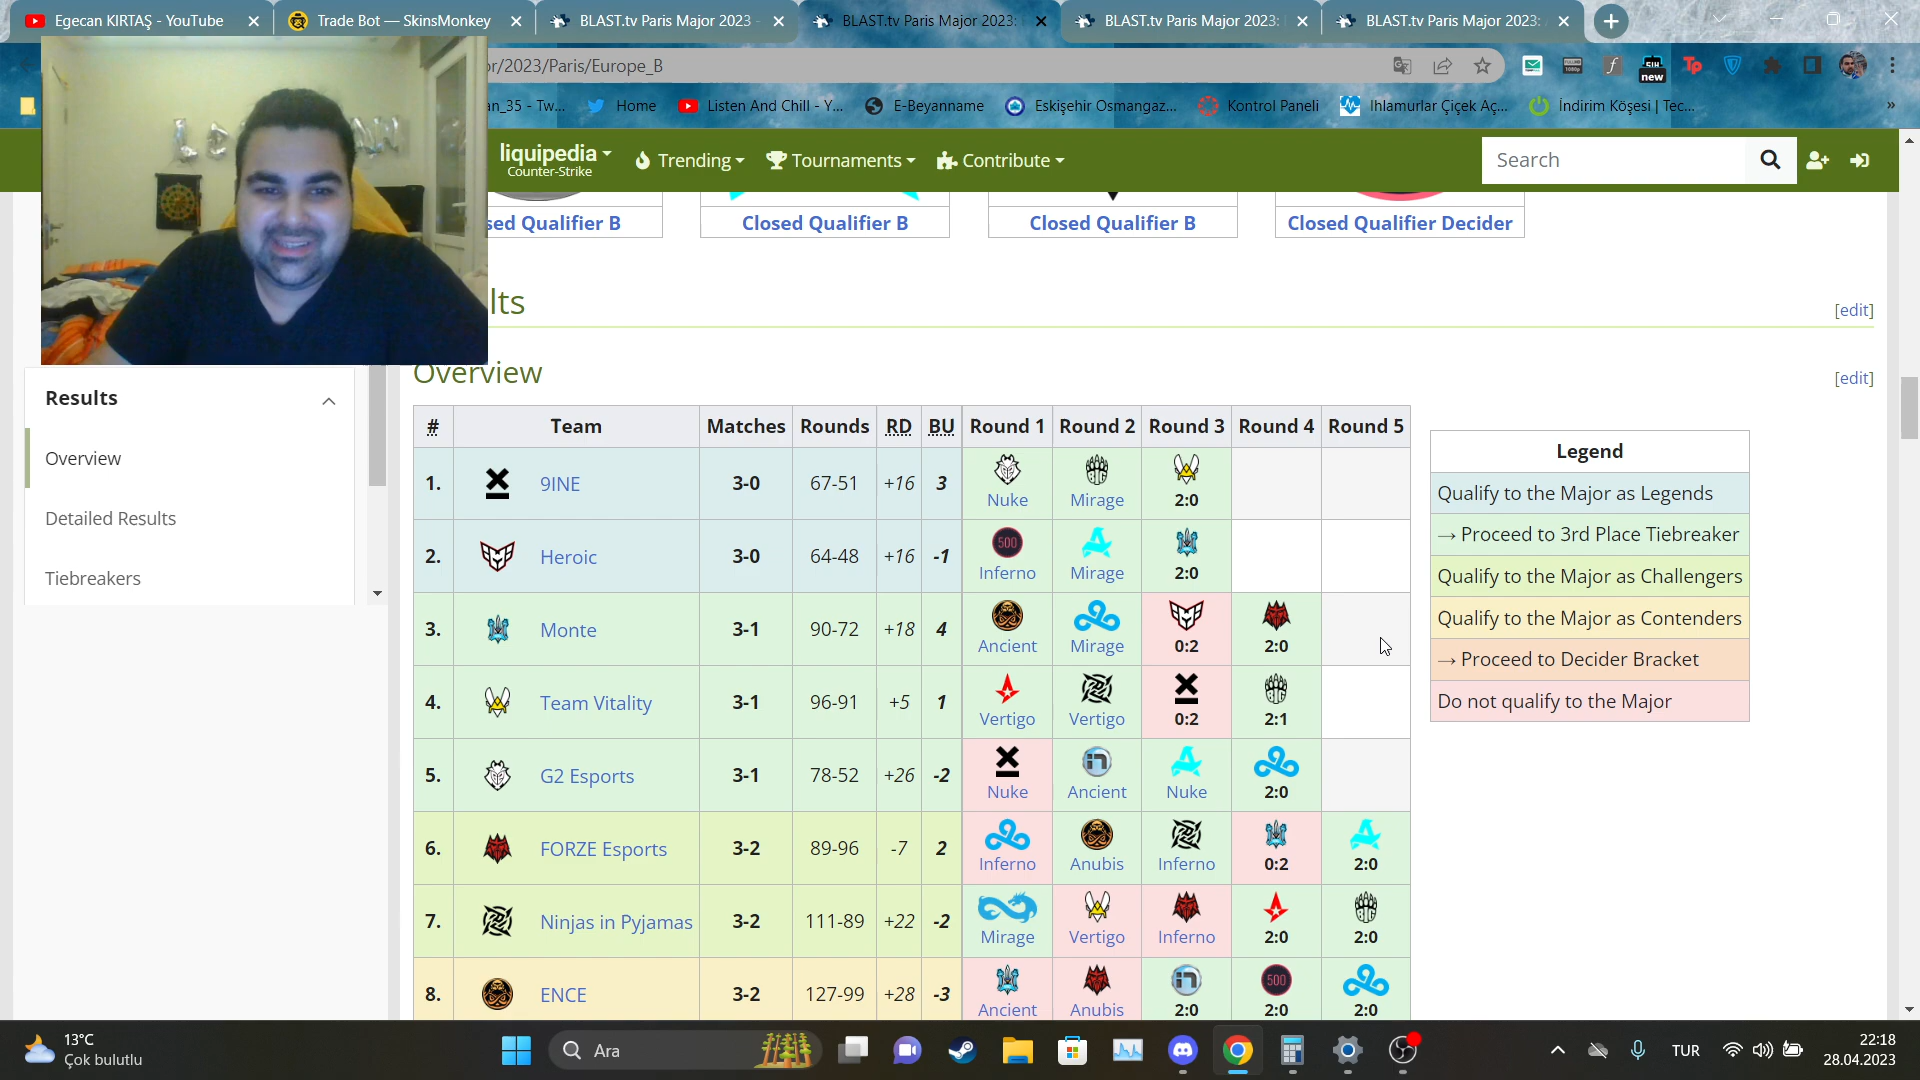 Egecan KIRTAŞ - YouTube
Trade Bot — SkinsMonkey
BLAST.tv Paris Major 2023 -
BLAST.tv Paris Major 2023:
BLAST.tv Paris Major 2023:
BLAST.tv Paris Major 2023:
or/2023/Paris/Europe_B
new
an_35 - Tw...
Home
Listen And Chill - Y...
E-Beyanname
Eskişehir Osmangaz...
Kontrol Paneli
Ihlamurlar Çiçek Aç...
İndirim Köşesi | Tec...
»
liquipedia
Counter-Strike
Trending
Tournaments
Contribute
Search
sed Qualifier B
Closed Qualifier B
Closed Qualifier B
Closed Qualifier Decider
lts
[edit]
Overview
[edit]
Results
Overview
Detailed Results
Tiebreakers
# Team Matches Rounds RD BU Round 1 Round 2 Round 3 Round 4 Round 5
1. 9INE 3-0 67-51 +16 3 Nuke Mirage 2:0
2. Heroic 3-0 64-48 +16 -1 500 Inferno Mirage 2:0
3. Monte 3-1 90-72 +18 4 Ancient Mirage 0:2 2:0
4. Team Vitality 3-1 96-91 +5 1 Vertigo Vertigo 0:2 2:1
5. G2 Esports 3-1 78-52 +26 -2 Nuke Ancient Nuke 2:0
6. FORZE Esports 3-2 89-96 -7 2 Inferno Anubis Inferno 0:2 2:0
7. Ninjas in Pyjamas 3-2 111-89 +22 -2 Mirage Vertigo Inferno 2:0 2:0
8. ENCE 3-2 127-99 +28 -3 Ancient Anubis 2:0 500 2:0 2:0
Legend
Qualify to the Major as Legends
→ Proceed to 3rd Place Tiebreaker
Qualify to the Major as Challengers
Qualify to the Major as Contenders
→ Proceed to Decider Bracket
Do not qualify to the Major
13°C
Çok bulutlu
Ara
TUR
22:18
28.04.2023